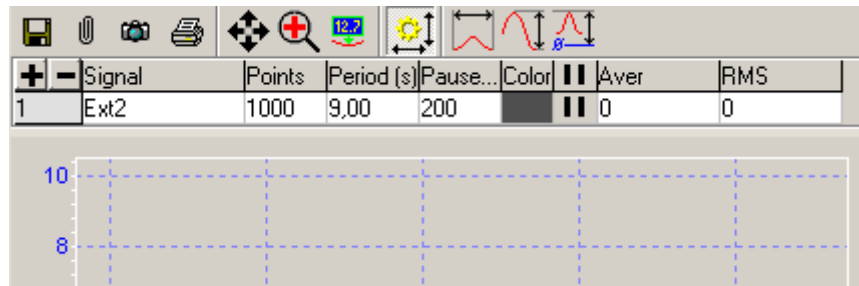 12.7
ø
+ - Signal Points Period (s) Pause... Color Aver RMS
1 Ext2 1000 9,00 200 0 0
10
8